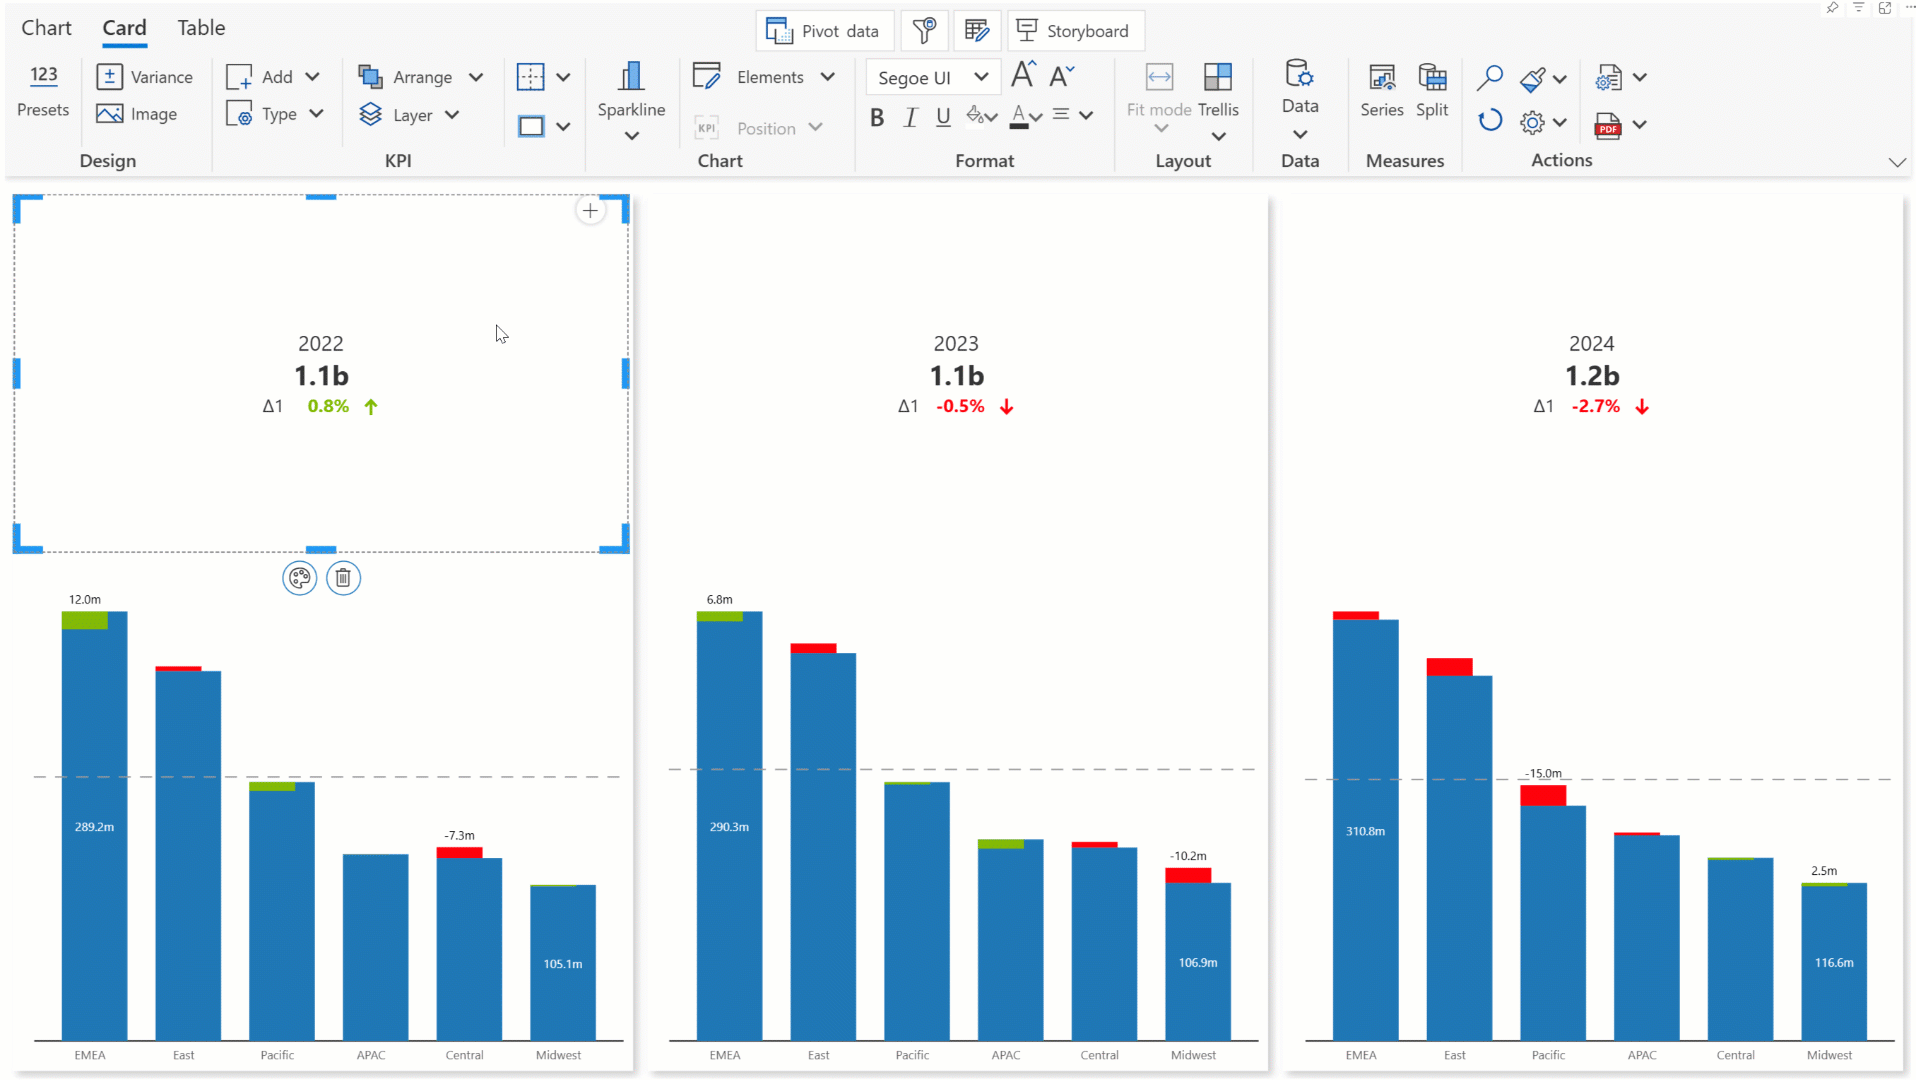 Chart Card Table
Pivot data Storyboard
123 Presets
Variance
Image
Design
Add
Type
Arrange
Layer
KPI
Sparkline
Elements
KPI Position
Chart
Segoe UI A A
B I U A
Format
Fit mode Trellis
Layout
Data
Data
Series Split
Measures
PDF
Actions
2022
1.1b
Δ1 0.8%
12.0m
289.2m
-7.3m
105.1m
EMEA East Pacific APAC Central Midwest
2023
1.1b
Δ1 -0.5%
6.8m
290.3m
-10.2m
106.9m
EMEA East Pacific APAC Central Midwest
2024
1.2b
Δ1 -2.7%
-15.0m
310.8m
2.5m
116.6m
EMEA East Pacific APAC Central Midwest